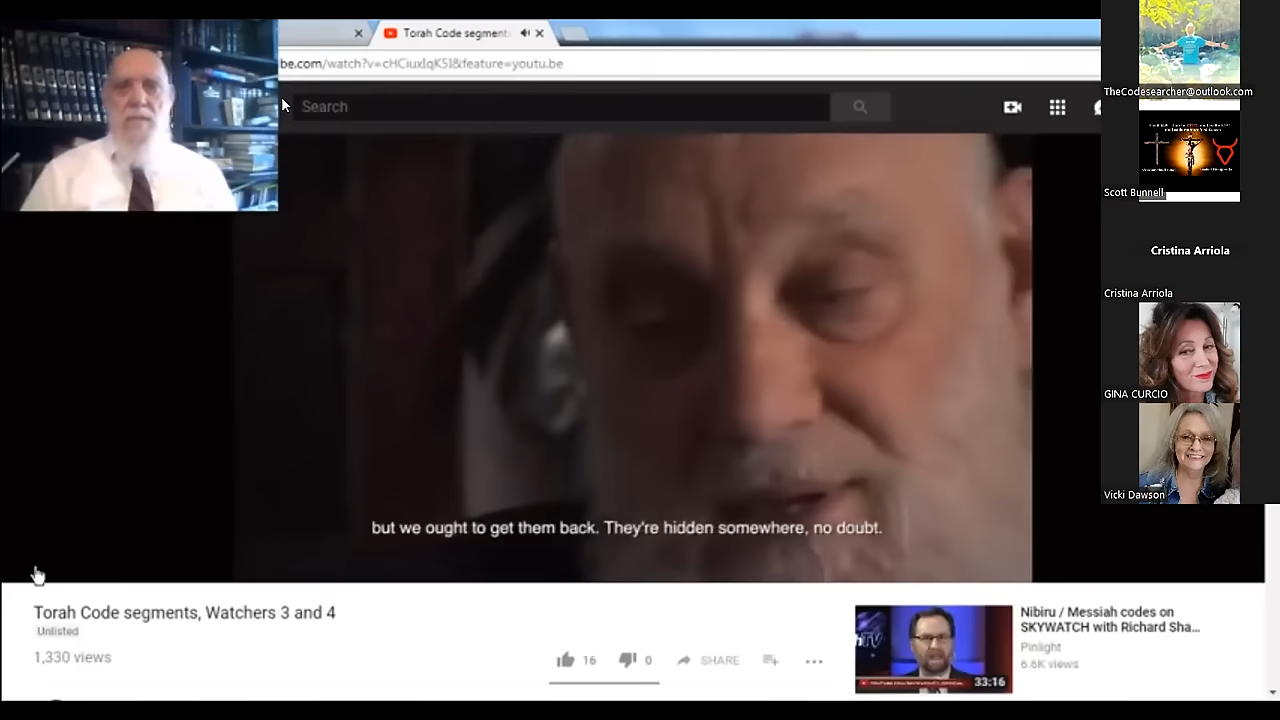 Torah Code segment
be.com/watch?v=cHCiuxIqK5I&feature=youtu.be
Search
but we ought to get them back. They're hidden somewhere, no doubt.
Torah Code segments, Watchers 3 and 4
Unlisted
1,330 views
16
0
SHARE
Nibiru / Messiah codes on
SKYWATCH with Richard Sha...
Pinlight
6.6K views
33:16
TheCodesearcher@outlook.com
Scott Bunnell
Cristina Arriola
Cristina Arriola
GINA CURCIO
Vicki Dawson